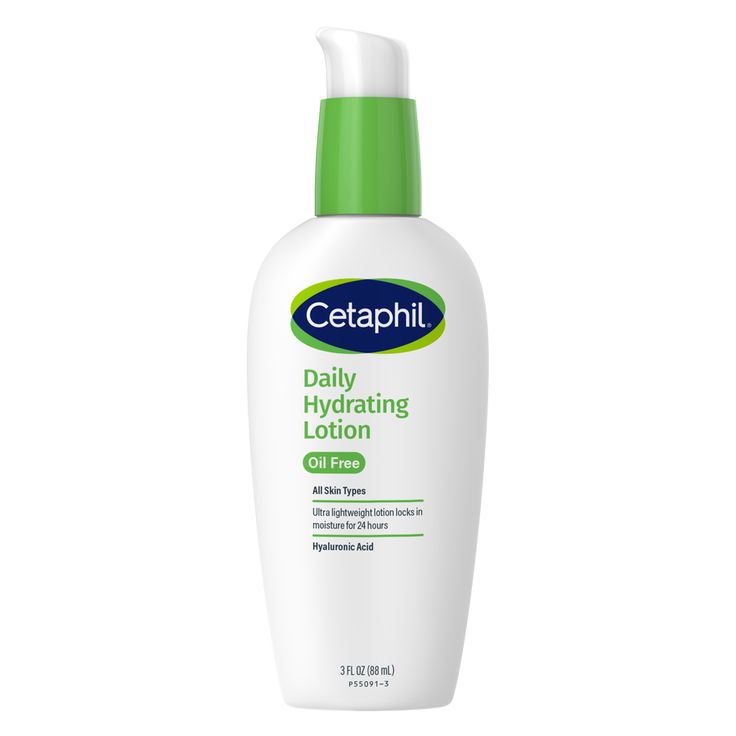 Cetaphil®
Daily
Hydrating
Lotion
Oil Free
All Skin Types
Ultra lightweight lotion locks in
moisture for 24 hours
Hyaluronic Acid
3 FL OZ (88 mL)
P55091-3